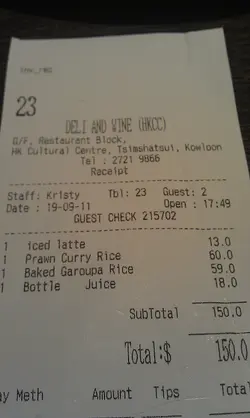 23
DELI AND WINE (HKCC)
G/F, Restaurant Block,
HK Cultural Centre, Tsimshatsui, Kowloon
Tel : 2721 9866
Receipt
Staff: Kristy Tbl: 23 Guest: 2
Date : 19-09-11 Open : 17:49
GUEST CHECK 215702
1 iced latte 13.0
1 Prawn Curry Rice 60.0
1 Baked Garoupa Rice 59.0
1 Bottle Juice 18.0
SubTotal 150.0
Total:$ 150.0
ay Meth Amount Tips Total